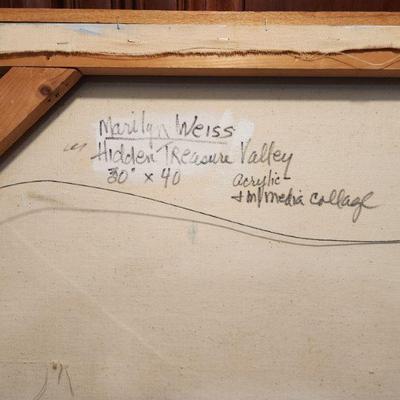 Marilyn Weiss
Hidden Treasure Valley
30" x 40 acrylic
+ m/media collage